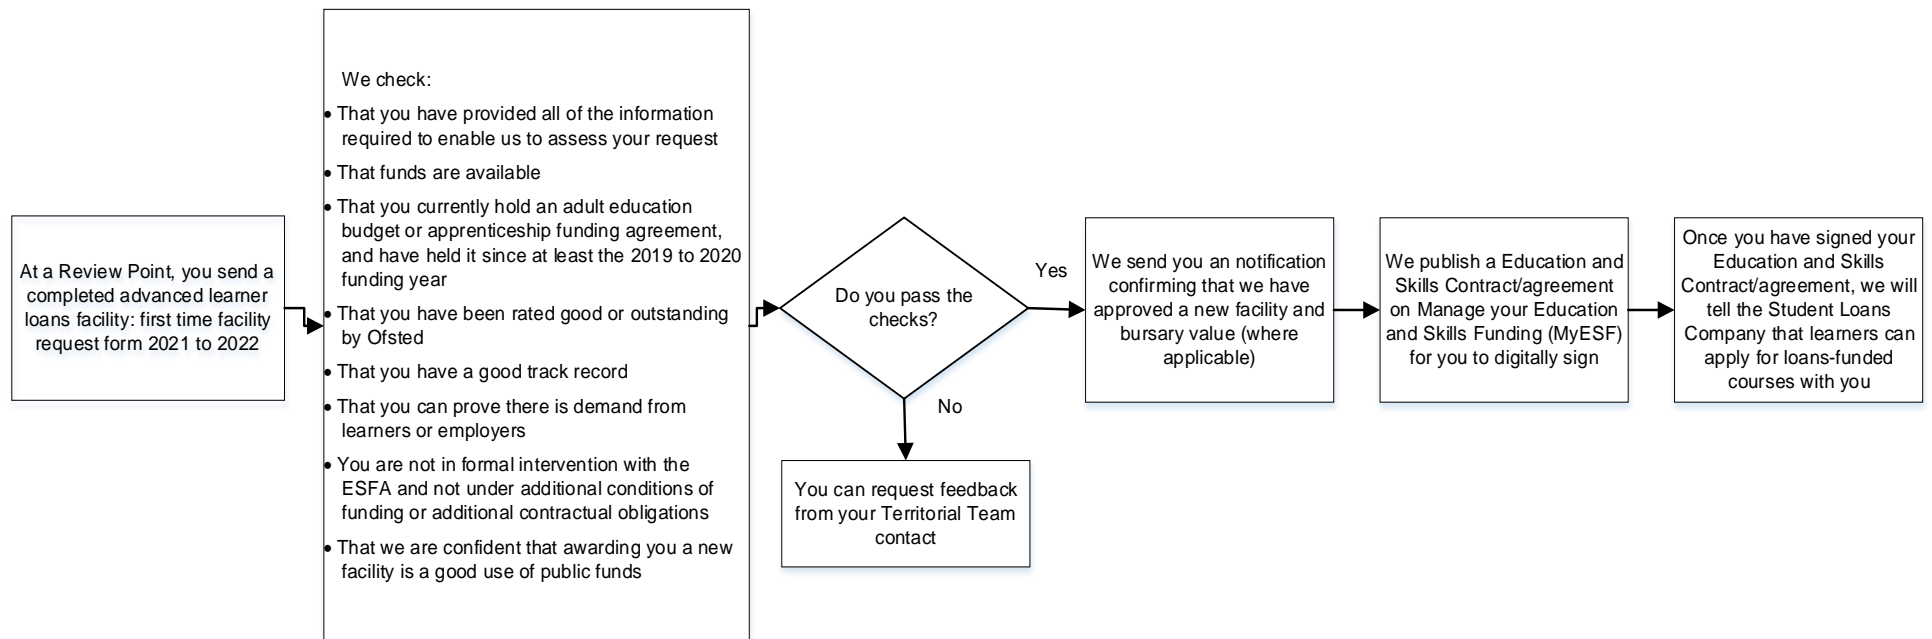 At a Review Point, you send a
completed advanced learner
loans facility: first time facility
request form 2021 to 2022
We check:
• That you have provided all of the information
required to enable us to assess your request
• That funds are available
• That you currently hold an adult education
budget or apprenticeship funding agreement,
and have held it since at least the 2019 to 2020
funding year
• That you have been rated good or outstanding
by Ofsted
• That you have a good track record
• That you can prove there is demand from
learners or employers
• You are not in formal intervention with the
ESFA and not under additional conditions of
funding or additional contractual obligations
• That we are confident that awarding you a new
facility is a good use of public funds
Do you pass the
checks?
Yes
No
You can request feedback
from your Territorial Team
contact
We send you an notification
confirming that we have
approved a new facility and
bursary value (where
applicable)
We publish a Education and
Skills Contract/agreement
on Manage your Education
and Skills Funding (MyESF)
for you to digitally sign
Once you have signed your
Education and Skills
Contract/agreement, we will
tell the Student Loans
Company that learners can
apply for loans-funded
courses with you